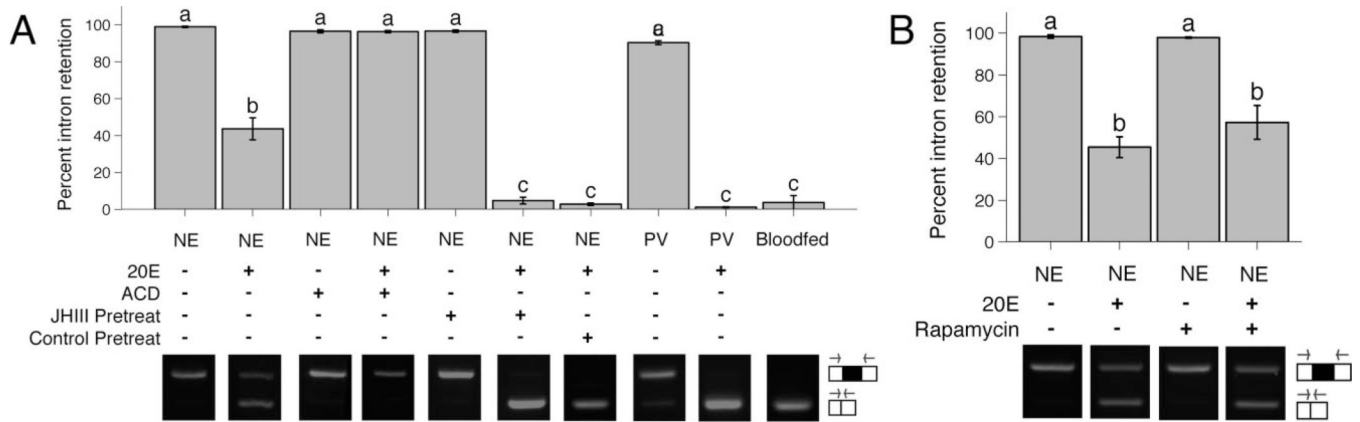 A
Percent intron retention
100
80
60
40
20
0
a
b
a
a
a
c
c
a
c
c
NE
NE
NE
NE
NE
NE
NE
PV
PV
Bloodfed
20E
-
+
-
+
-
+
+
-
+
ACD
-
-
+
+
-
-
-
-
-
JHIII Pretreat
-
-
-
-
+
+
-
-
-
Control Pretreat
-
-
-
-
-
-
+
-
-
B
Percent intron retention
100
80
60
40
20
0
a
b
a
b
NE
NE
NE
NE
20E
-
+
-
+
Rapamycin
-
-
+
+